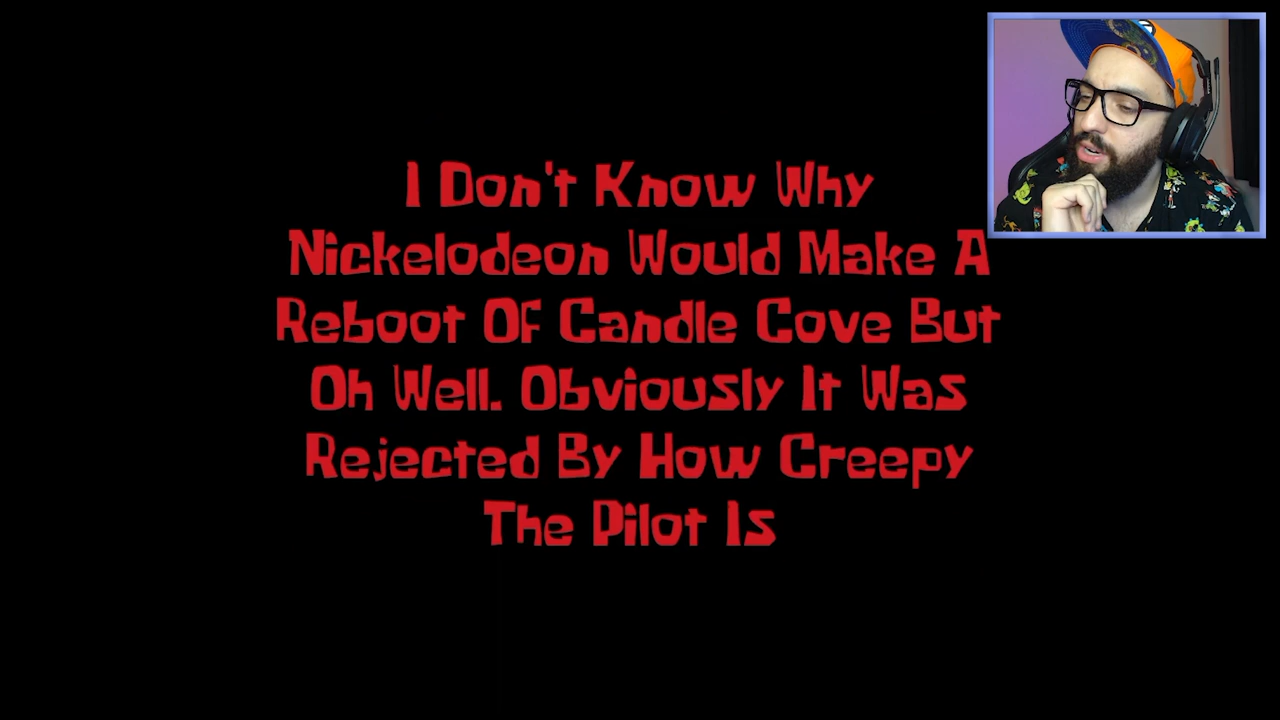 I Don't Know Why
Nickelodeon Would Make A
Reboot Of Candle Cove But
Oh Well. Obviously It Was
Rejected By How Creepy
The Pilot Is